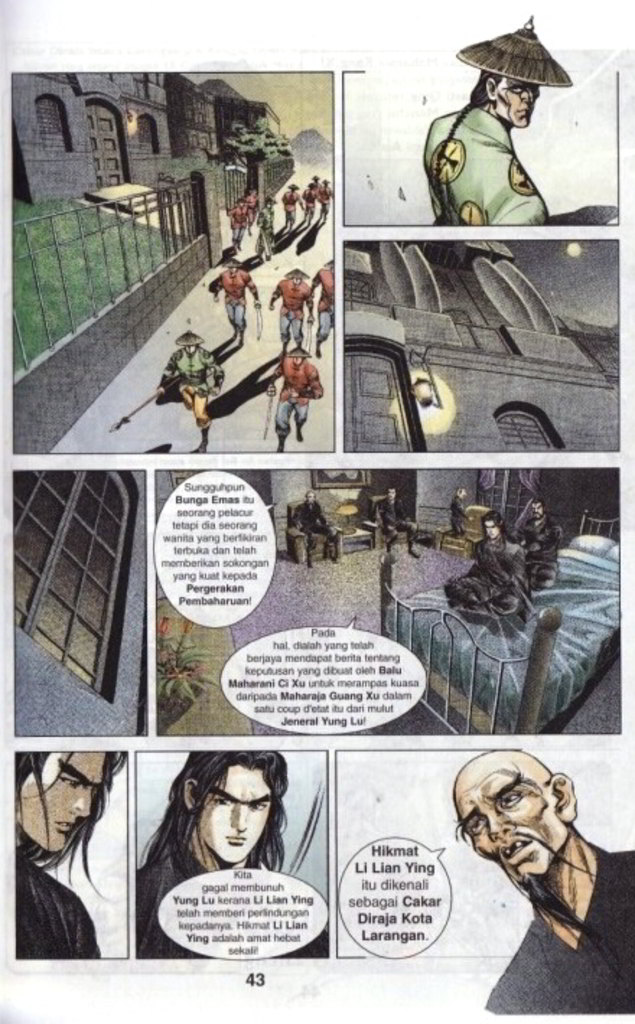 Sungguhpun
Bunga Emas itu
seorang pelacur
tetapi dia seorang
wanita yang berfikiran
terbuka dan telah
memberikan sokongan
yang kuat kepada
Pergerakan
Pembaharuan!
Pada
hal, dialah yang telah
berjaya mendapat berita tentang
keputusan yang dibuat oleh Balu
Maharani Ci Xu untuk merampas kuasa
daripada Maharaja Guang Xu dalam
satu coup d'etat itu dari mulut
Jeneral Yung Lu!
Kita
gagal membunuh
Yung Lu kerana Li Lian Ying
telah memberi perlindungan
kepadanya. Hikmat Li Lian
Ying adalah amat hebat
sekali!
Hikmat
Li Lian Ying
itu dikenali
sebagai Cakar
Diraja Kota
Larangan.
43